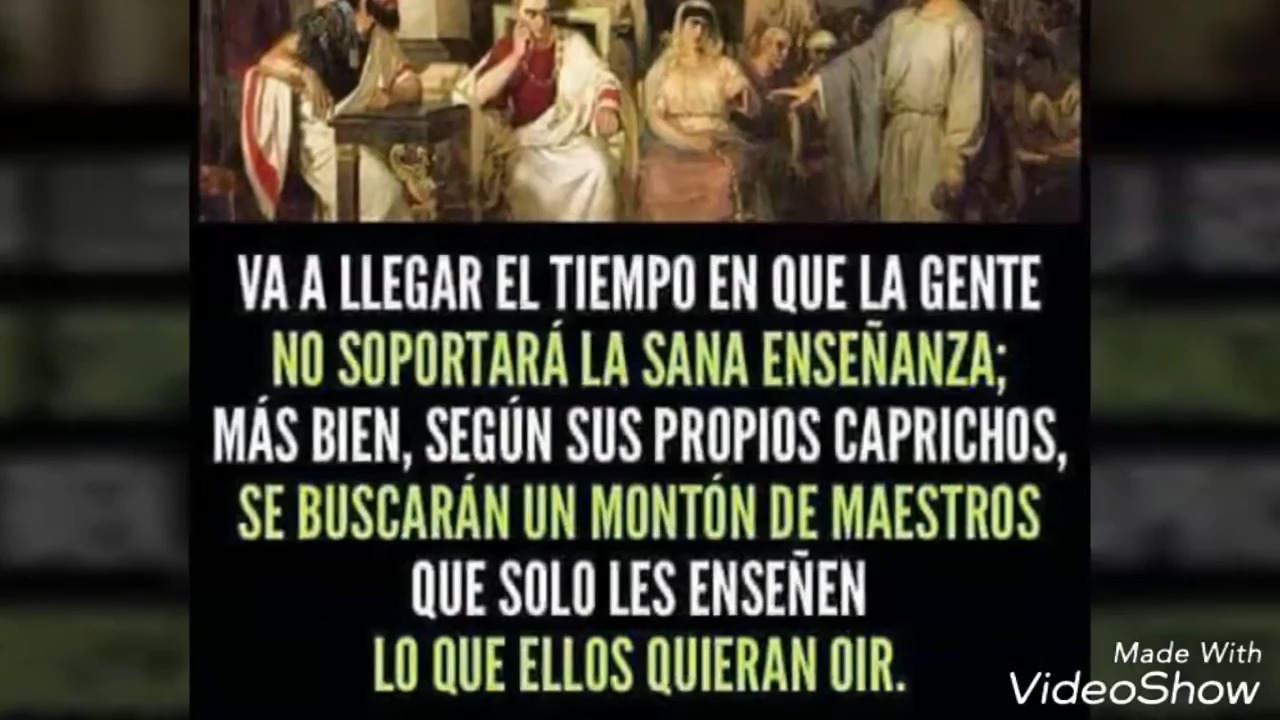 VA A LLEGAR EL TIEMPO EN QUE LA GENTE
NO SOPORTARÁ LA SANA ENSEÑANZA;
MÁS BIEN, SEGÚN SUS PROPIOS CAPRICHOS,
SE BUSCARÁN UN MONTÓN DE MAESTROS
QUE SOLO LES ENSEÑEN
LO QUE ELLOS QUIERAN OIR.
Made With
VideoShow